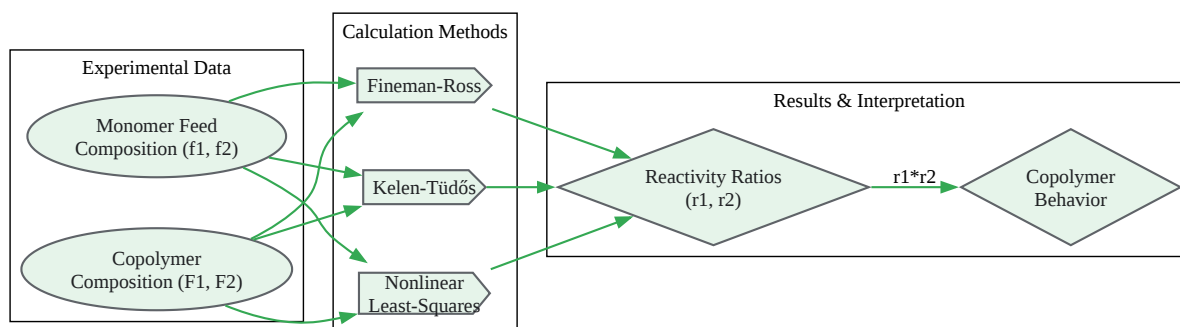 Experimental Data
Monomer Feed
Composition (f1, f2)
Copolymer
Composition (F1, F2)
Calculation Methods
Fineman-Ross
Kelen-Tüdős
Nonlinear
Least-Squares
Results & Interpretation
Reactivity Ratios
(r1, r2)
r1*r2
Copolymer
Behavior